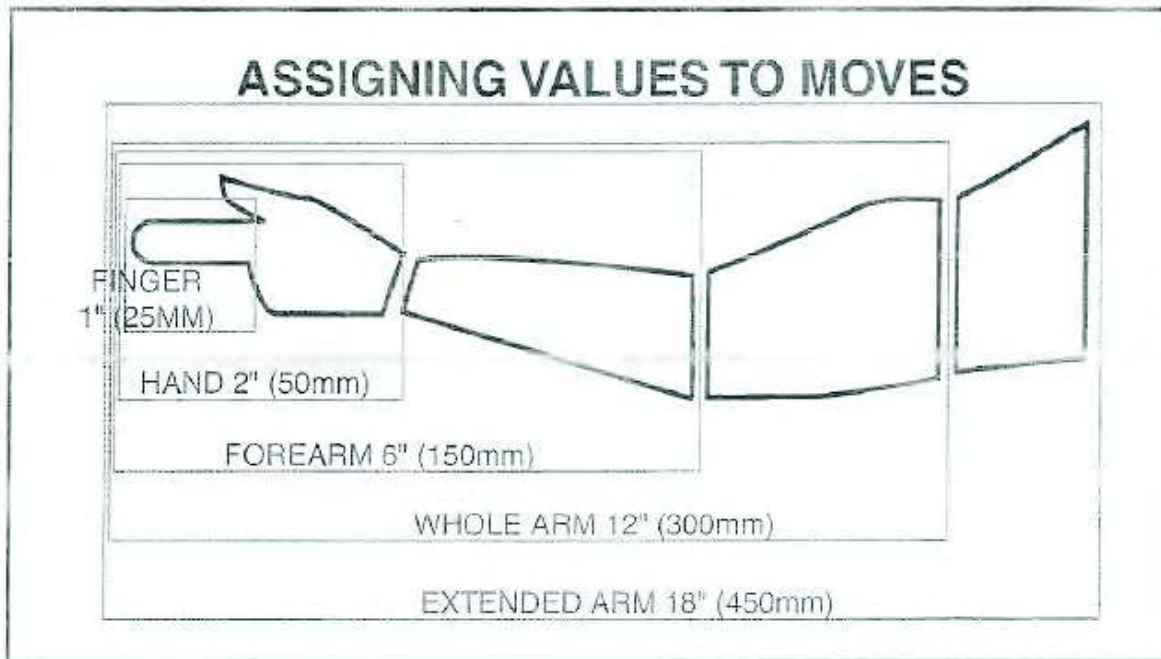 ASSIGNING VALUES TO MOVES
FINGER
1" (25MM)
HAND 2" (50mm)
FOREARM 6" (150mm)
WHOLE ARM 12" (300mm)
EXTENDED ARM 18" (450mm)